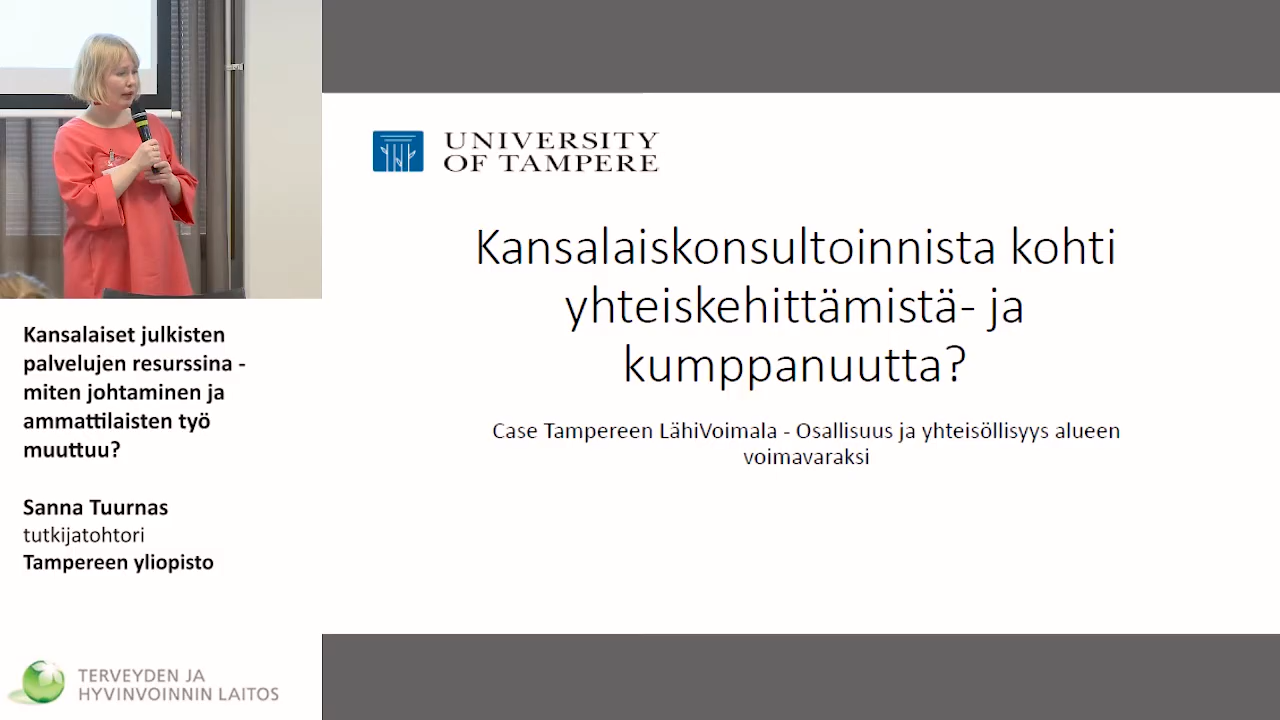 Kansalaiset julkisten
palvelujen resurssina -
miten johtaminen ja
ammattilaisten työ
muuttuu?
Sanna Tuurnas
tutkijatohtori
Tampereen yliopisto
TERVEYDEN JA
HYVINVOINNIN LAITOS
UNIVERSITY
OF TAMPERE
Kansalaiskonsultoinnista kohti
yhteiskehittämistä- ja
kumppanuutta?
Case Tampereen LähiVoimala - Osallisuus ja yhteisöllisyys alueen
voimavaraksi